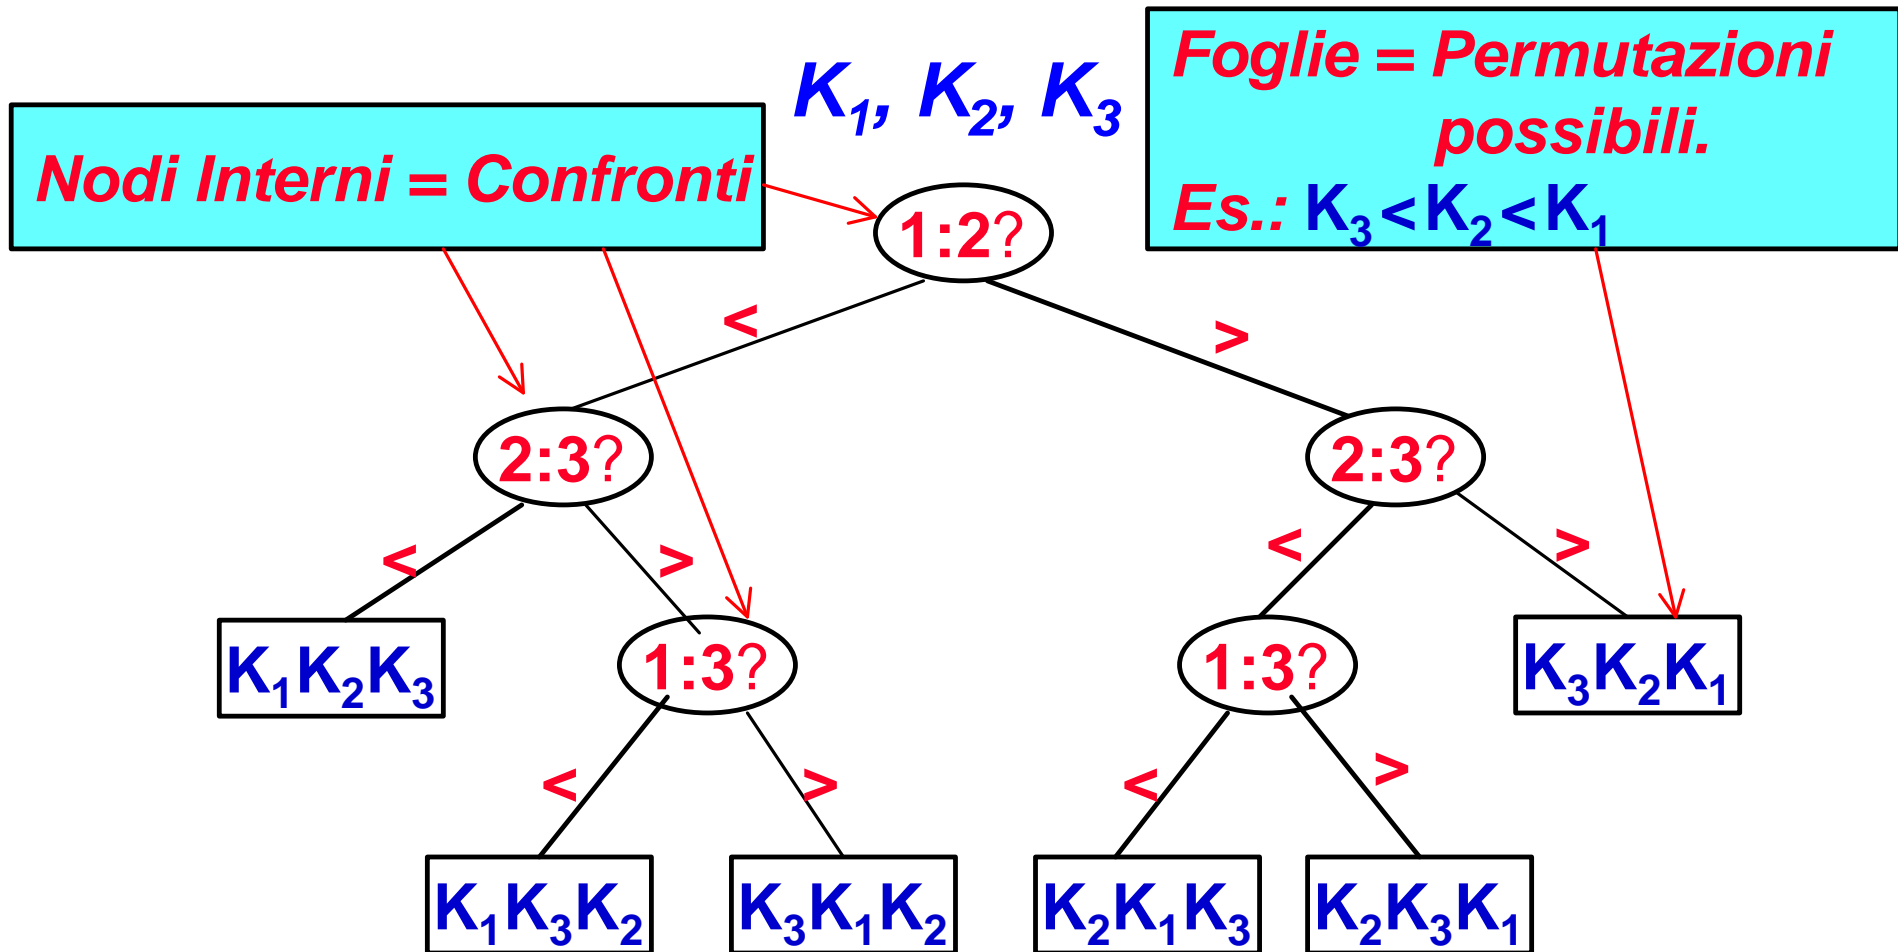 K₁, K₂, K₃
Nodi Interni = Confronti
Foglie = Permutazioni
possibili.
Es.: K₃ < K₂ < K₁
1:2?
<
>
2:3?
2:3?
<
>
<
>
K₁K₂K₃
1:3?
1:3?
K₃K₂K₁
<
>
<
>
K₁K₃K₂
K₃K₁K₂
K₂K₁K₃
K₂K₃K₁